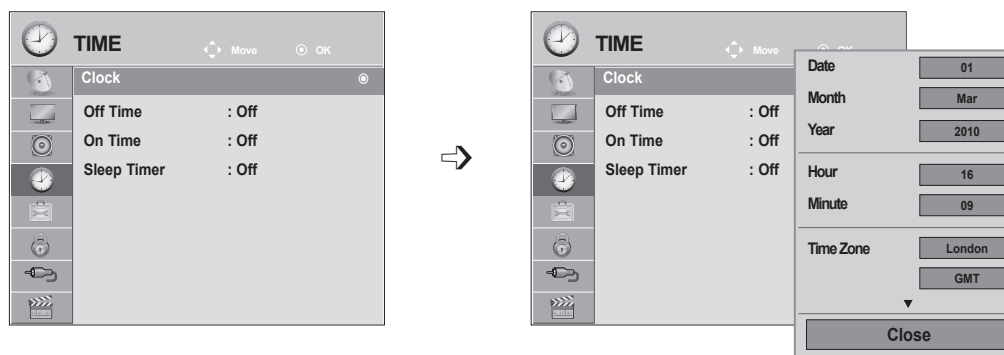 TIME
Move OK
Clock
Off Time : Off
On Time : Off
Sleep Timer : Off
TIME
Move OK
Clock
Off Time : Off
On Time : Off
Sleep Timer : Off
Date 01
Month Mar
Year 2010
Hour 16
Minute 09
Time Zone London
GMT
Close